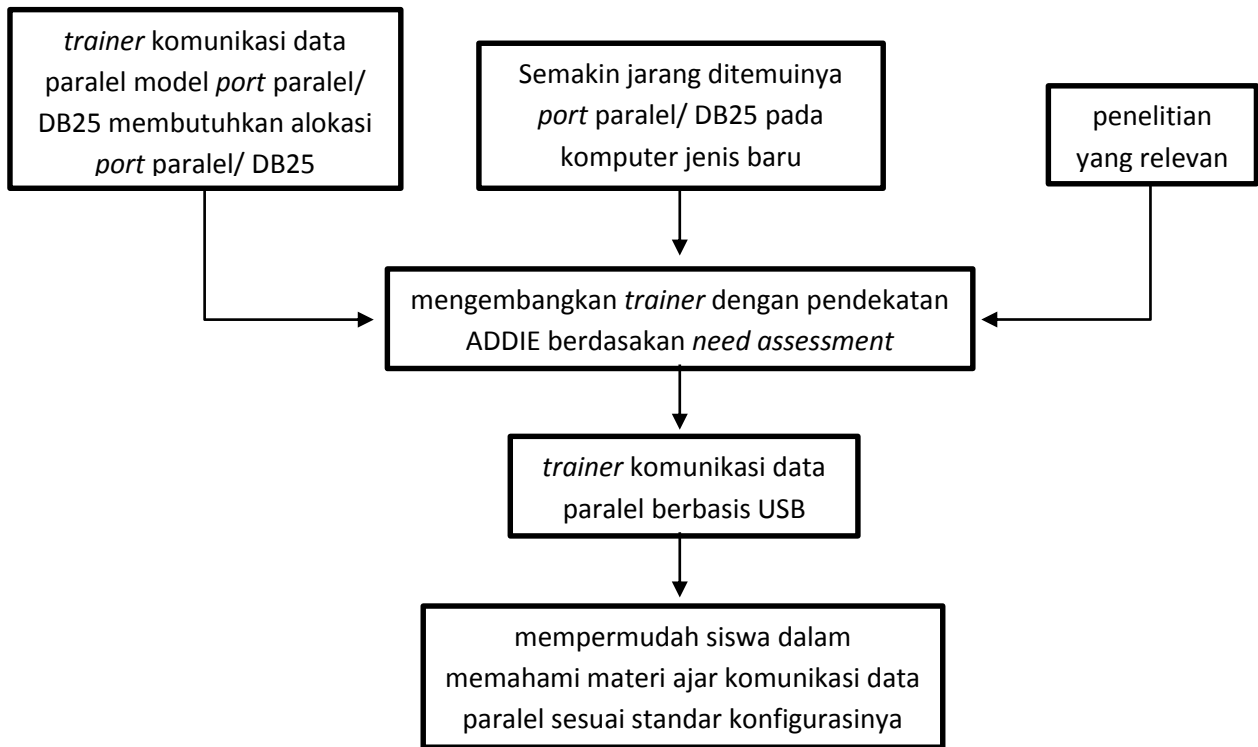 trainer komunikasi data
paralel model port paralel/
DB25 membutuhkan alokasi
port paralel/ DB25
Semakin jarang ditemuinya
port paralel/ DB25 pada
komputer jenis baru
penelitian
yang relevan
mengembangkan trainer dengan pendekatan
ADDIE berdasakan need assessment
trainer komunikasi data
paralel berbasis USB
mempermudah siswa dalam
memahami materi ajar komunikasi data
paralel sesuai standar konfigurasinya